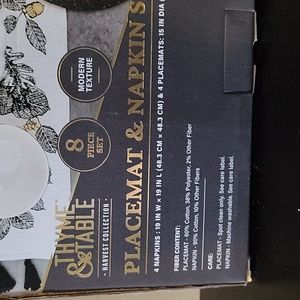 THYME
& TABLE
HARVEST COLLECTION
8
PIECE
SET
MODERN
TEXTURE
PLACEMAT & NAPKIN S
4 NAPKINS: 19 IN W X 19 IN L (48.3 CM X 48.3 CM) & 4 PLACEMATS: 15 IN DIA
FIBER CONTENT:
PLACEMAT - 60% Cotton, 38% Polyester, 2% Other Fiber
NAPKIN - 90% Cotton, 10% Other Fibers
CARE:
PLACEMAT - Spot clean only. See care label.
NAPKIN - Machine washable. See care label.